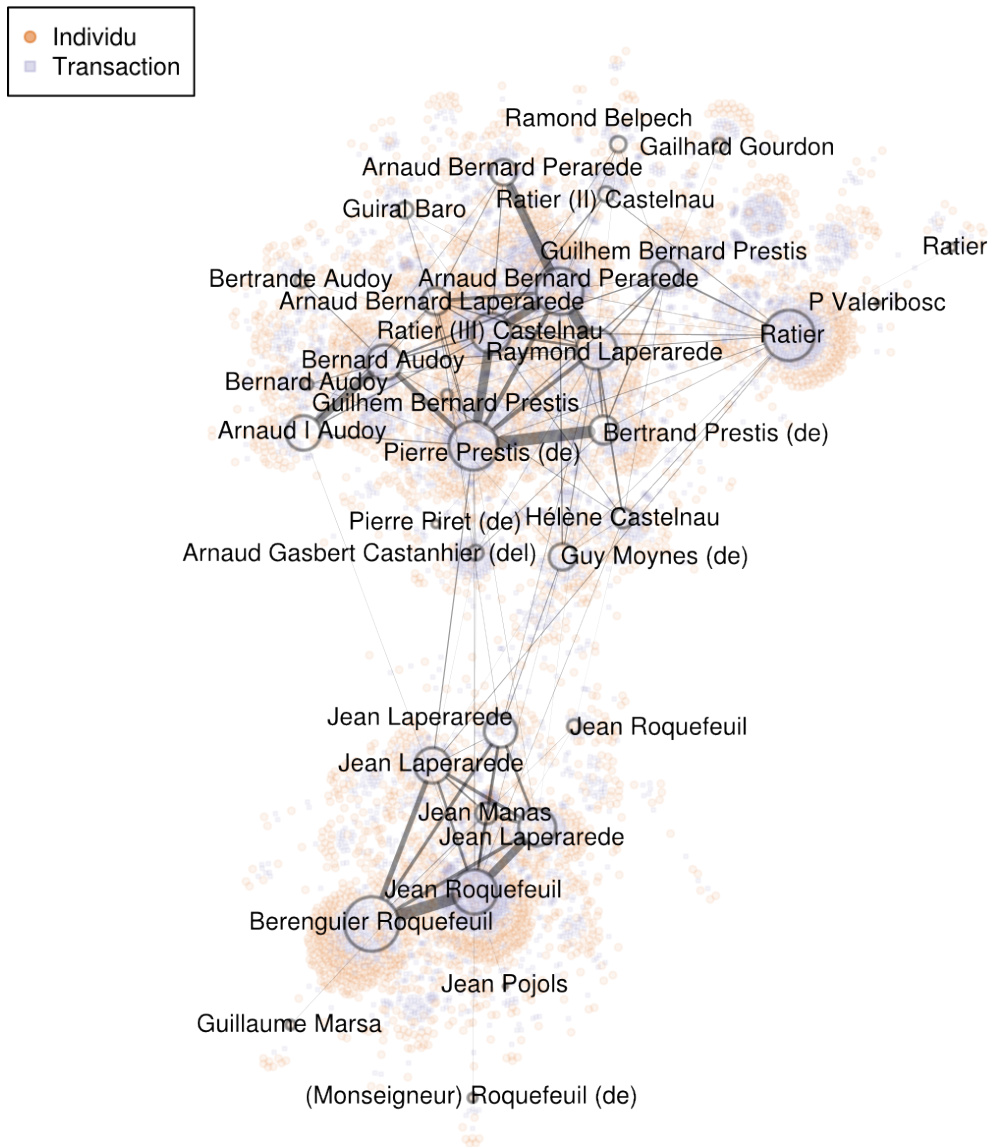 Individu
Transaction
Ramond Belpech
Gailhard Gourdon
Arnaud Bernard Perarede
Ratier (II) Castelnau
Guiral Baro
Ratier
Guilhem Bernard Prestis
Bertrande Audoy
Arnaud Bernard Perarede
Arnaud Bernard Laperarede
P Valeribosc
Ratier (III) Castelnau
Ratier
Raymond Laperarede
Bernard Audoy
Bernard Audoy
Guilhem Bernard Prestis
Arnaud I Audoy
Bertrand Prestis (de)
Pierre Prestis (de)
Pierre Piret (de)
Hélène Castelnau
Arnaud Gasbert Castanhier (del)
Guy Moynes (de)
Jean Laperarede
Jean Roquefeuil
Jean Laperarede
Jean Manas
Jean Laperarede
Jean Roquefeuil
Berenguier Roquefeuil
Jean Pojols
Guillaume Marsa
(Monseigneur) Roquefeuil (de)